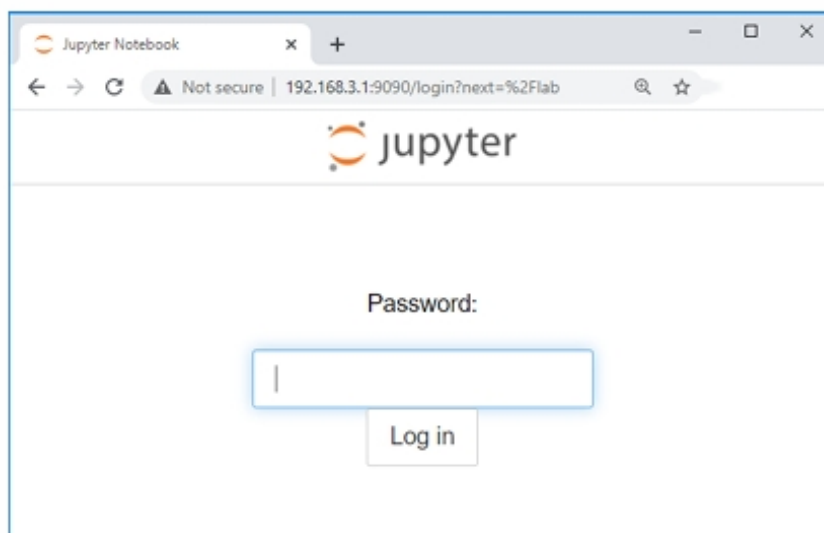 Jupyter Notebook
Not secure | 192.168.3.1:9090/login?next=%2Flab
jupyter
Password:
Log in